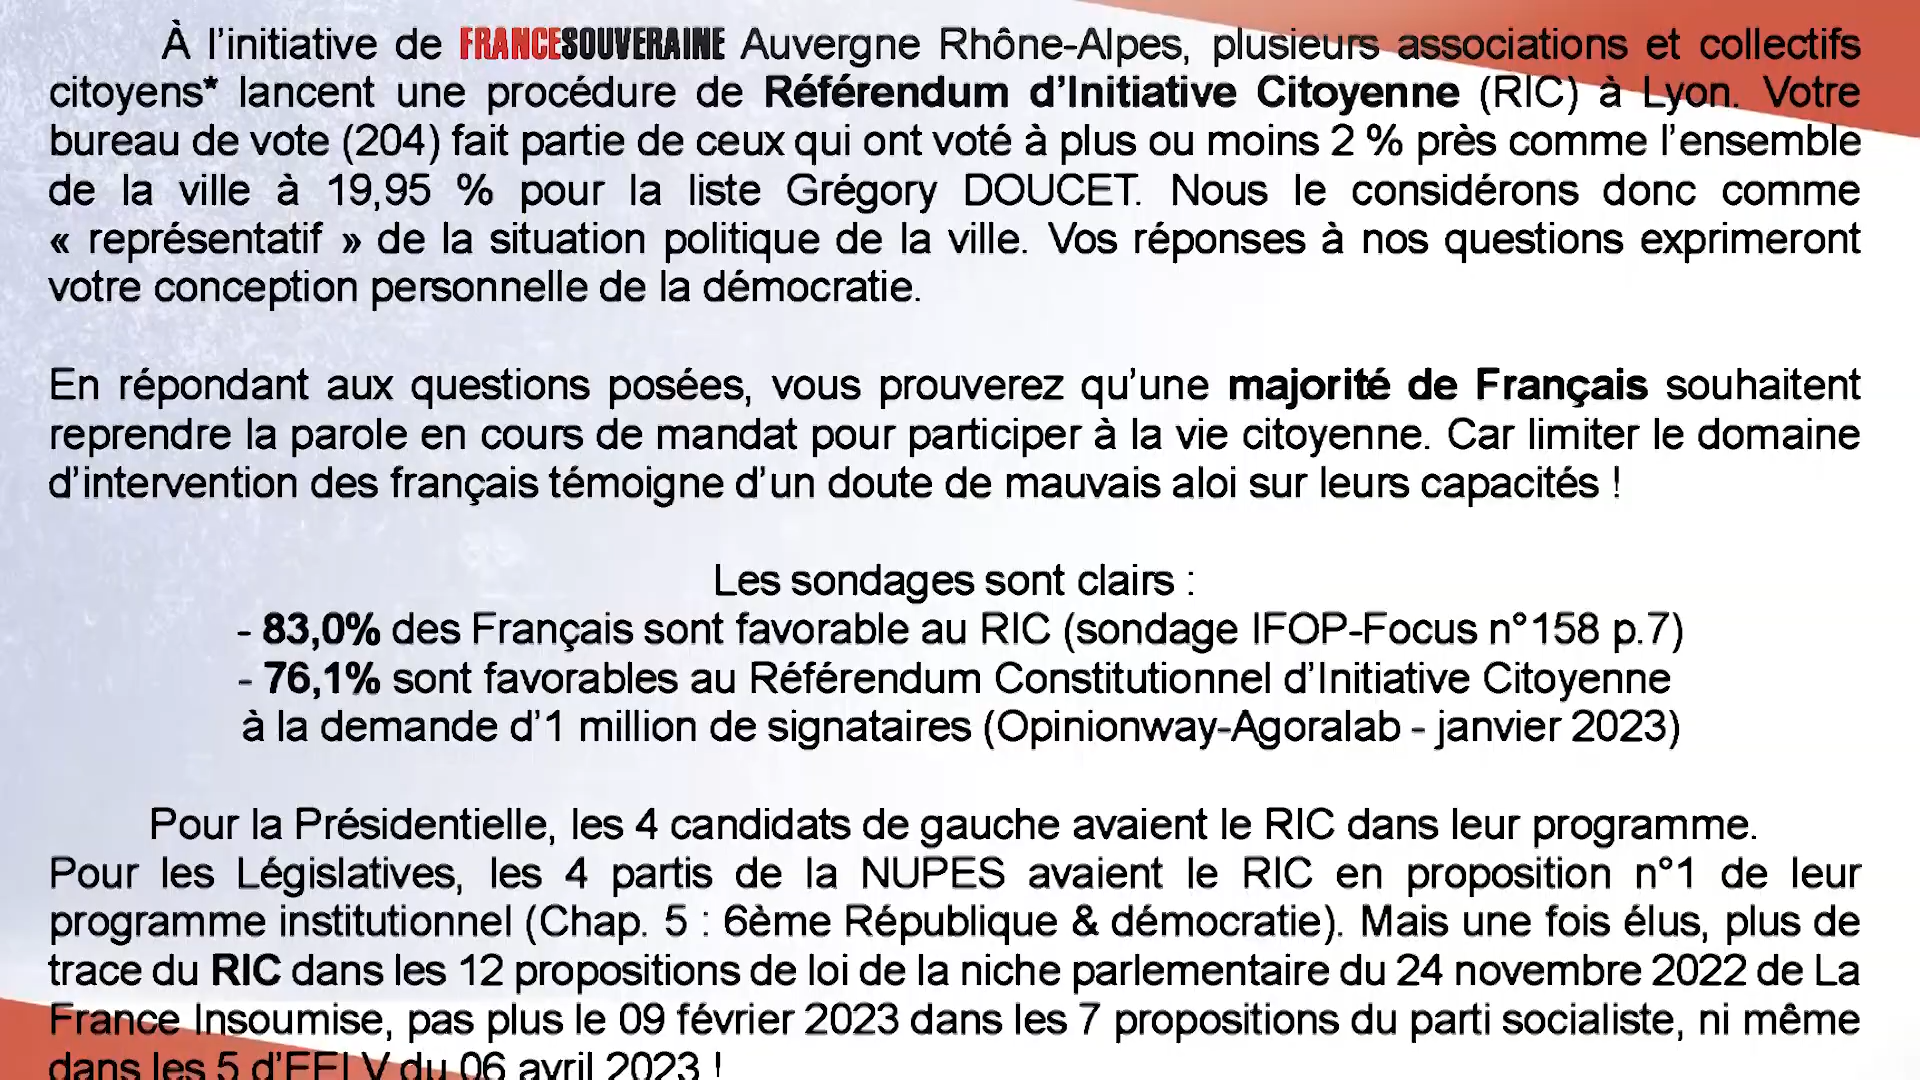 À l’initiative de FRANCESOUVERAINE Auvergne Rhône-Alpes, plusieurs associations et collectifs
citoyens* lancent une procédure de Référendum d’Initiative Citoyenne (RIC) à Lyon. Votre
bureau de vote (204) fait partie de ceux qui ont voté à plus ou moins 2 % près comme l’ensemble
de la ville à 19,95 % pour la liste Grégory DOUCET. Nous le considérons donc comme
« représentatif » de la situation politique de la ville. Vos réponses à nos questions exprimeront
votre conception personnelle de la démocratie.
En répondant aux questions posées, vous prouverez qu’une majorité de Français souhaitent
reprendre la parole en cours de mandat pour participer à la vie citoyenne. Car limiter le domaine
d’intervention des français témoigne d’un doute de mauvais aloi sur leurs capacités !
Les sondages sont clairs :
- 83,0% des Français sont favorable au RIC (sondage IFOP-Focus n°158 p.7)
- 76,1% sont favorables au Référendum Constitutionnel d’Initiative Citoyenne
à la demande d’1 million de signataires (Opinionway-Agoralab - janvier 2023)
Pour la Présidentielle, les 4 candidats de gauche avaient le RIC dans leur programme.
Pour les Législatives, les 4 partis de la NUPES avaient le RIC en proposition n°1 de leur
programme institutionnel (Chap. 5 : 6ème République & démocratie). Mais une fois élus, plus de
trace du RIC dans les 12 propositions de loi de la niche parlementaire du 24 novembre 2022 de La
France Insoumise, pas plus le 09 février 2023 dans les 7 propositions du parti socialiste, ni même
dans les 5 d’EELV du 06 avril 2023 !